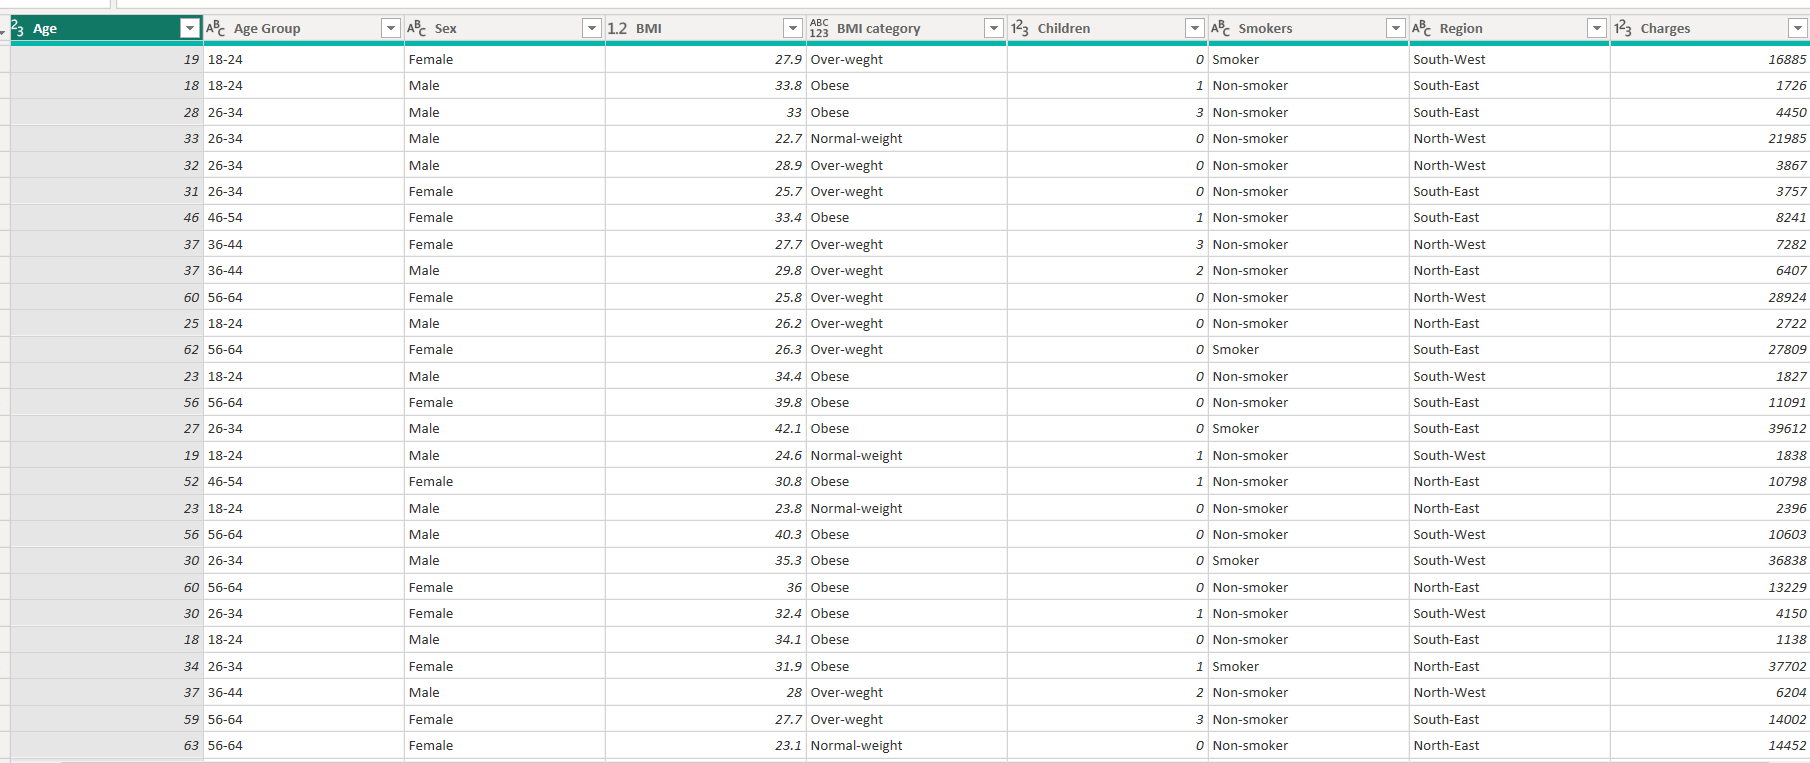 123 Age ABC Age Group ABC Sex 1.2 BMI ABC 123 BMI category 123 Children ABC Smokers ABC Region 123 Charges
19 18-24 Female 27.9 Over-weght 0 Smoker South-West 16885
18 18-24 Male 33.8 Obese 1 Non-smoker South-East 1726
28 26-34 Male 33 Obese 3 Non-smoker South-East 4450
33 26-34 Male 22.7 Normal-weight 0 Non-smoker North-West 21985
32 26-34 Male 28.9 Over-weght 0 Non-smoker North-West 3867
31 26-34 Female 25.7 Over-weght 0 Non-smoker South-East 3757
46 46-54 Female 33.4 Obese 1 Non-smoker South-East 8241
37 36-44 Female 27.7 Over-weght 3 Non-smoker North-West 7282
37 36-44 Male 29.8 Over-weght 2 Non-smoker North-East 6407
60 56-64 Female 25.8 Over-weght 0 Non-smoker North-West 28924
25 18-24 Male 26.2 Over-weght 0 Non-smoker North-East 2722
62 56-64 Female 26.3 Over-weght 0 Smoker South-East 27809
23 18-24 Male 34.4 Obese 0 Non-smoker South-West 1827
56 56-64 Female 39.8 Obese 0 Non-smoker South-East 11091
27 26-34 Male 42.1 Obese 0 Smoker South-East 39612
19 18-24 Male 24.6 Normal-weight 1 Non-smoker South-West 1838
52 46-54 Female 30.8 Obese 1 Non-smoker North-East 10798
23 18-24 Male 23.8 Normal-weight 0 Non-smoker North-East 2396
56 56-64 Male 40.3 Obese 0 Non-smoker South-West 10603
30 26-34 Male 35.3 Obese 0 Smoker South-West 36838
60 56-64 Female 36 Obese 0 Non-smoker North-East 13229
30 26-34 Female 32.4 Obese 1 Non-smoker South-West 4150
18 18-24 Male 34.1 Obese 0 Non-smoker South-East 1138
34 26-34 Female 31.9 Obese 1 Smoker North-East 37702
37 36-44 Male 28 Over-weght 2 Non-smoker North-West 6204
59 56-64 Female 27.7 Over-weght 3 Non-smoker South-East 14002
63 56-64 Female 23.1 Normal-weight 0 Non-smoker North-East 14452